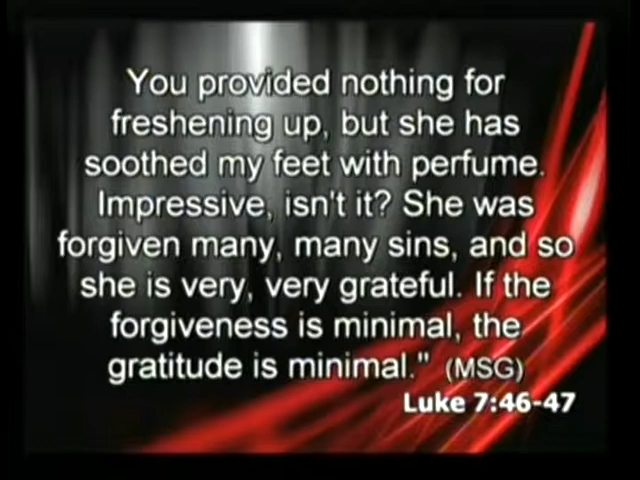 You provided nothing for
freshening up, but she has
soothed my feet with perfume.
Impressive, isn't it? She was
forgiven many, many sins, and so
she is very, very grateful. If the
forgiveness is minimal, the
gratitude is minimal." (MSG)
Luke 7:46-47